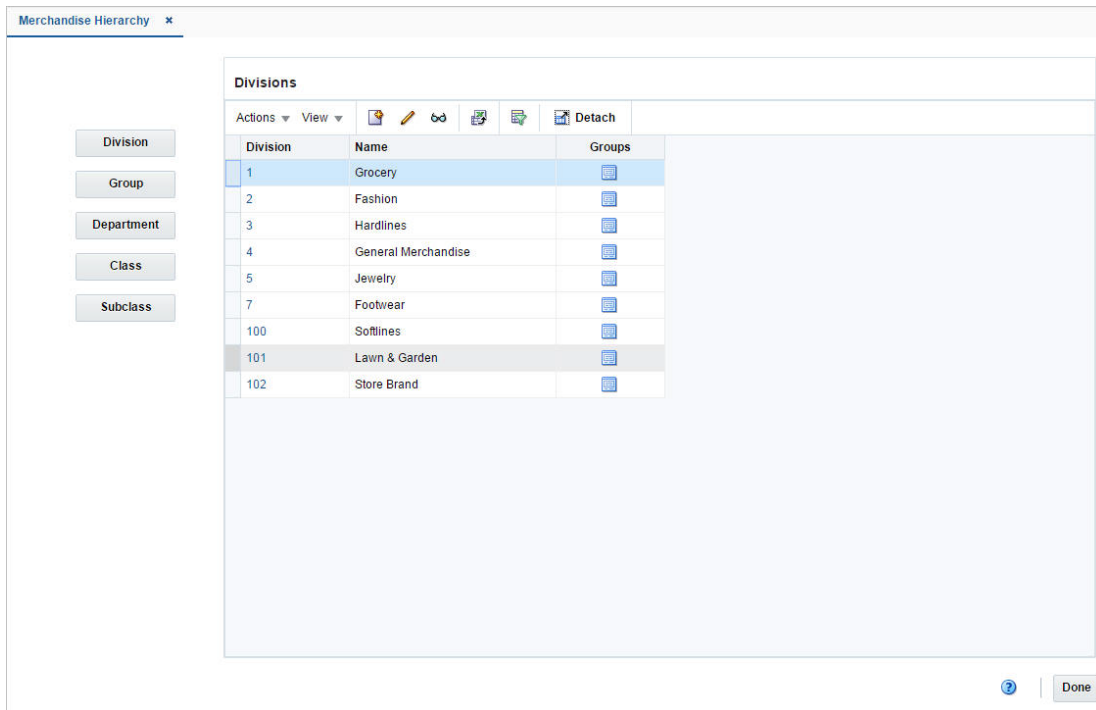 Merchandise Hierarchy
Divisions
Actions View Detach
Division
Group
Department
Class
Subclass
Division Name Groups
1 Grocery
2 Fashion
3 Hardlines
4 General Merchandise
5 Jewelry
7 Footwear
100 Softlines
101 Lawn & Garden
102 Store Brand
? Done